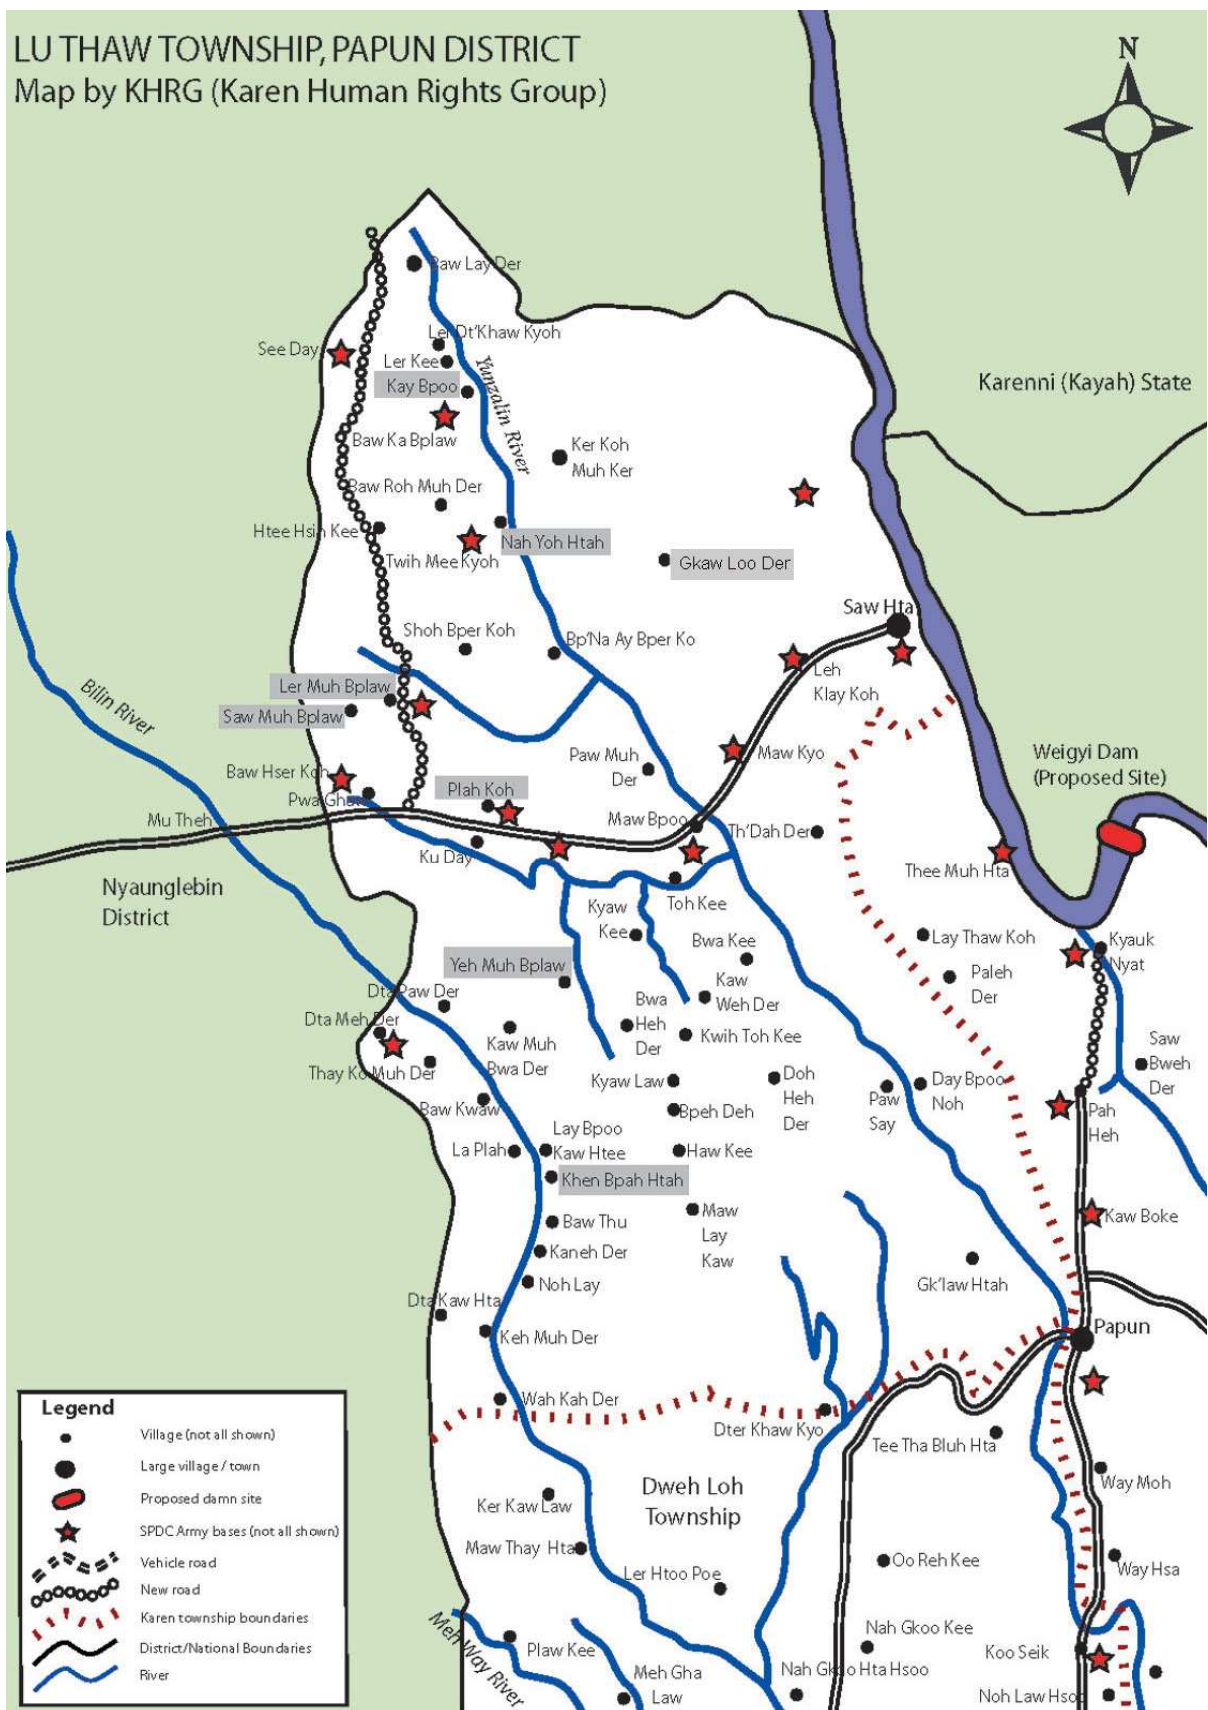 LU THAW TOWNSHIP, PAPUN DISTRICT
Map by KHRG (Karen Human Rights Group)
N
Baw Lay Der
Ler Dt'Khaw Kyoh
See Day
Ler Kee
Kay Bpoo
Yunzalin River
Karenni (Kayah) State
Baw Ka Bplaw
Ker Koh
Muh Ker
Baw Roh Muh Der
Htee Hsih Kee
Nah Yoh Htah
Twih Mee Kyoh
Gkaw Loo Der
Saw Hta
Shoh Bper Koh
Bp'Na Ay Bper Ko
Leh
Klay Koh
Ler Muh Bplaw
Saw Muh Bplaw
Bilin River
Paw Muh
Der
Maw Kyo
Weigyi Dam
(Proposed Site)
Baw Hser Koh
Plah Koh
Mu Theh
Maw Bpoo
Th'Dah Der
Ku Day
Thee Muh Hta
Nyaunglebin
District
Toh Kee
Kyaw
Kee
Bwa Kee
Lay Thaw Koh
Kyauk
Nyat
Yeh Muh Bplaw
Kaw
Weh Der
Paleh
Der
Dta Paw Der
Dta Meh Der
Bwa
Heh
Der
Kaw Muh
Bwa Der
Kwih Toh Kee
Saw
Bweh
Der
Thay Ko Muh Der
Kyaw Law
Doh
Heh
Der
Paw
Say
Day Bpoo
Noh
Baw Kwaw
Bpeh Deh
Pah
Heh
Lay Bpoo
Kaw Htee
La Plah
Haw Kee
Khen Bpah Htah
Baw Thu
Maw
Lay
Kaw
Kaw Boke
Kaneh Der
Gk'law Htah
Noh Lay
Dta Kaw Hta
Keh Muh Der
Papun
Wah Kah Der
Dter Khaw Kyo
Tee Tha Bluh Hta
Way Moh
Dweh Loh
Township
Ker Kaw Law
Maw Thay Hta
Oo Reh Kee
Way Hsa
Ler Htoo Poe
Meh Way River
Plaw Kee
Nah Gkoo Kee
Koo Seik
Meh Gha
Law
Nah Gkoo Hta Hsoo
Noh Law Hsoo
Legend
Village (not all shown)
Large village / town
Proposed damn site
SPDC Army bases (not all shown)
Vehicle road
New road
Karen township boundaries
District/National Boundaries
River